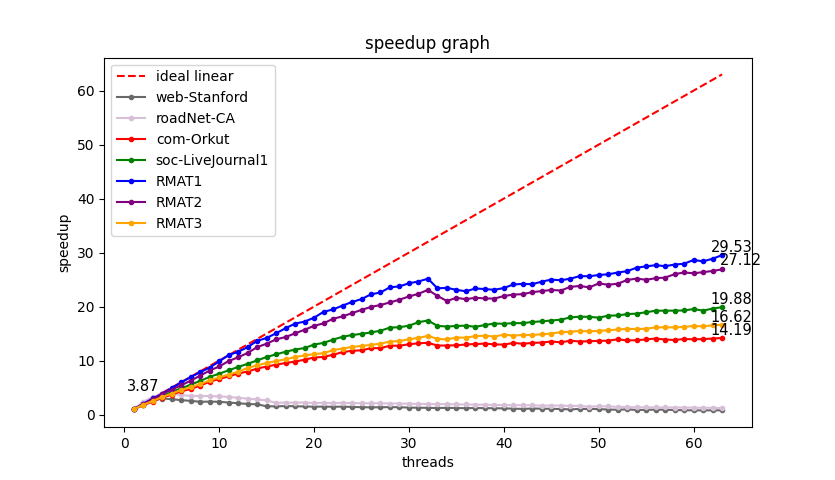 speedup graph
ideal linear
web-Stanford
roadNet-CA
com-Orkut
soc-LiveJournal1
RMAT1
RMAT2
RMAT3
60
50
40
30
20
10
0
speedup
29.53
27.12
19.88
16.62
14.19
3.87
0 10 20 30 40 50 60
threads